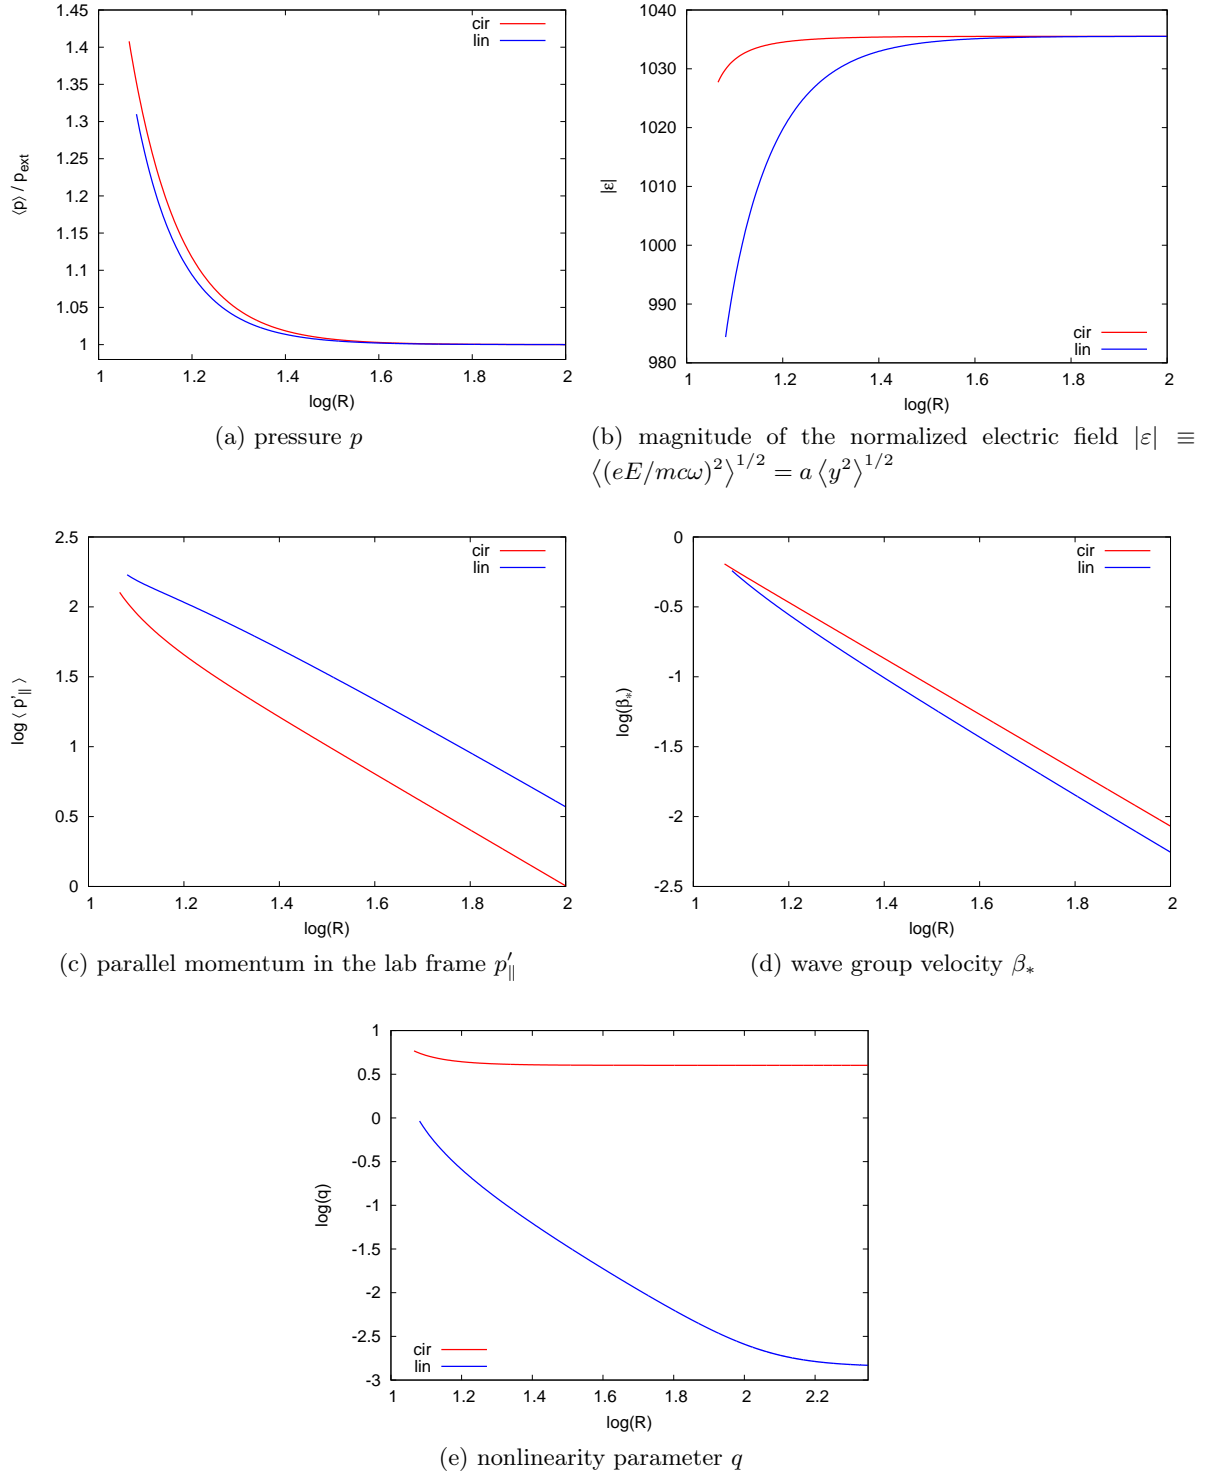 1.45
1.4
1.35
1.3
1.25
1.2
1.15
1.1
1.05
1
⟨p⟩ / p_ext
cir
lin
1 1.2 1.4 1.6 1.8 2
log(R)
(a) pressure p
1040
1030
1020
1010
1000
990
980
|ε|
cir
lin
1 1.2 1.4 1.6 1.8 2
log(R)
(b) magnitude of the normalized electric field |ε| ≡
⟨(eE/mcω)²⟩^{1/2} = a ⟨y²⟩^{1/2}
2.5
2
1.5
1
0.5
0
log ⟨ p'_∥ ⟩
cir
lin
1 1.2 1.4 1.6 1.8 2
log(R)
(c) parallel momentum in the lab frame p'_∥
0
-0.5
-1
-1.5
-2
-2.5
log(β_*)
cir
lin
1 1.2 1.4 1.6 1.8 2
log(R)
(d) wave group velocity β_*
1
0.5
0
-0.5
-1
-1.5
-2
-2.5
-3
log(q)
cir
lin
1 1.2 1.4 1.6 1.8 2 2.2
log(R)
(e) nonlinearity parameter q